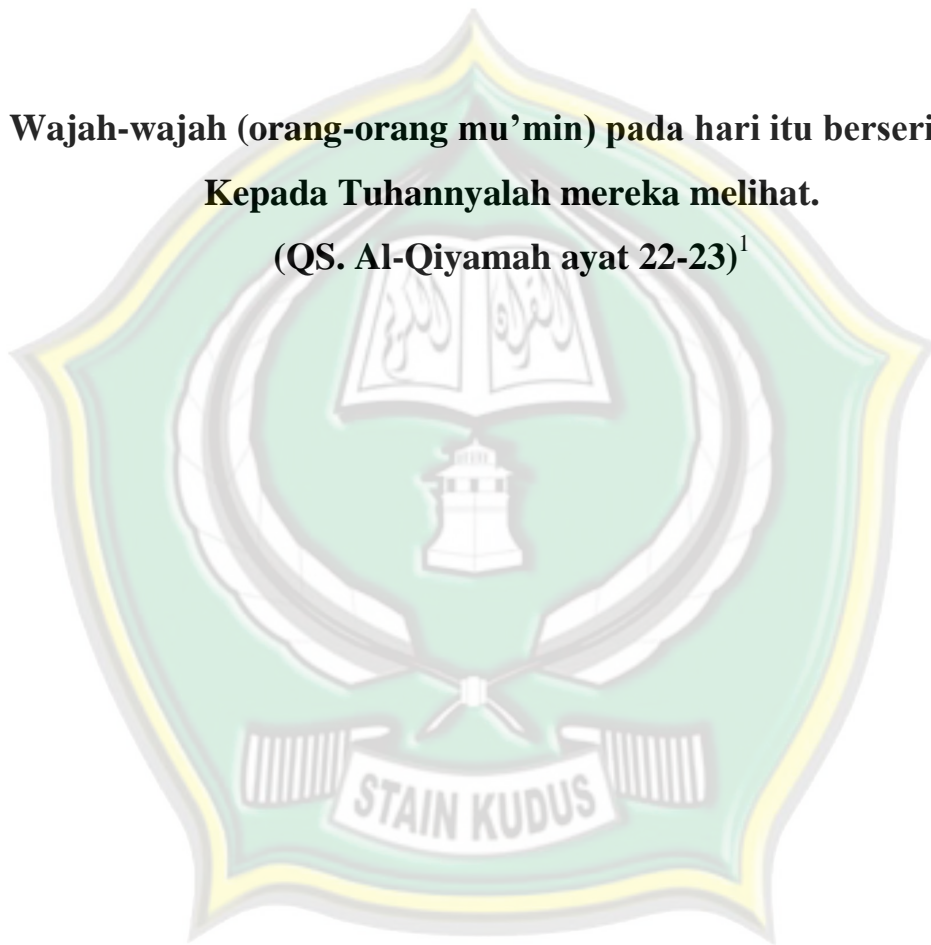 Wajah-wajah (orang-orang mu’min) pada hari itu berseri
Kepada Tuhannyalah mereka melihat.
(QS. Al-Qiyamah ayat 22-23)1
STAIN KUDUS